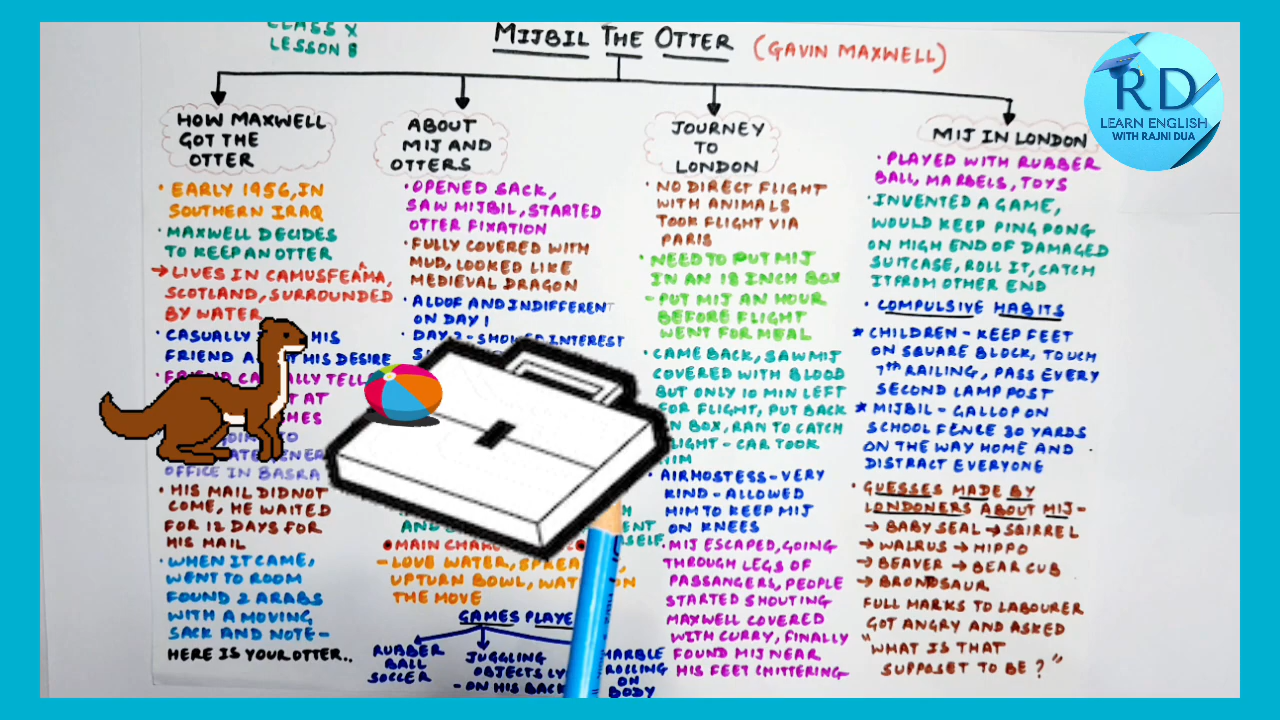 CLASS X
LESSON 8
MIJBIL THE OTTER (GAVIN MAXWELL)
RD
LEARN ENGLISH
WITH RAJNI DUA
HOW MAXWELL
GOT THE
OTTER
• EARLY 1956, IN
SOUTHERN IRAQ
• MAXWELL DECIDES
TO KEEP AN OTTER
→ LIVES IN CAMUSFEAMA,
SCOTLAND, SURROUNDED
BY WATER
• CASUALLY HIS
FRIEND HIS DESIRE
• FRIEND TELL
AT
TO
OFFICE IN BASRA
• HIS MAIL DID NOT
COME, HE WAITED
FOR 12 DAYS FOR
HIS MAIL
• WHEN IT CAME,
WENT TO ROOM
FOUND 2 ARABS
WITH A MOVING
SACK AND NOTE-
HERE IS YOUR OTTER..
ABOUT
MIJ AND
OTTERS
• OPENED SACK,
SAW MIJBIL, STARTED
OTTER FIXATION
• FULLY COVERED WITH
MUD, LOOKED LIKE
MEDIEVAL DRAGON
• ALOOF AND INDIFFERENT
ON DAY 1
• DAY 2 - SHOWED INTEREST
AND
• MAIN
- LOVE WATER,
UPTURN BOWL, ON
THE MOVE
GAMES
RUBBER
BALL
SOCCER
JUGGLING
OBJECTS
- ON HIS BACK
MARBLE
ROLLING
ON
BODY
JOURNEY
TO
LONDON
• NO DIRECT FLIGHT
WITH ANIMALS
TOOK FLIGHT VIA
PARIS
• NEED TO PUT MIJ
IN AN 18 INCH BOX
- PUT MIJ AN HOUR
BEFORE FLIGHT
WENT FOR MEAL
• CAME BACK, SAW MIJ
COVERED WITH BLOOD
BUT ONLY 10 MIN LEFT
FOR FLIGHT, PUT BACK
IN BOX, RAN TO CATCH
FLIGHT - CAR TOOK
HIM
• AIRHOSTESS - VERY
KIND - ALLOWED
HIM TO KEEP MIJ
ON KNEES
• MIJ ESCAPED, GOING
THROUGH LEGS OF
PASSANGERS, PEOPLE
STARTED SHOUTING
MAXWELL COVERED
WITH CURRY, FINALLY
FOUND MIJ NEAR
HIS FEET CHITTERING
MIJ IN LONDON
• PLAYED WITH RUBBER
BALL, MARBELS, TOYS
• INVENTED A GAME,
WOULD KEEP PING PONG
ON HIGH END OF DAMAGED
SUITCASE, ROLL IT, CATCH
IT FROM OTHER END
• COMPULSIVE HABITS
★ CHILDREN - KEEP FEET
ON SQUARE BLOCK, TOUCH
7th RAILING, PASS EVERY
SECOND LAMP POST
★ MIJBIL - GALLOP ON
SCHOOL FENCE 30 YARDS
ON THE WAY HOME AND
DISTRACT EVERYONE
• GUESSES MADE BY
LONDONERS ABOUT MIJ-
→ BABY SEAL → SQIRREL
→ WALRUS → HIPPO
→ BEAVER → BEAR CUB
→ BRONDSAUR
FULL MARKS TO LABOURER
GOT ANGRY AND ASKED
"WHAT IS THAT
SUPPOSET TO BE ?"